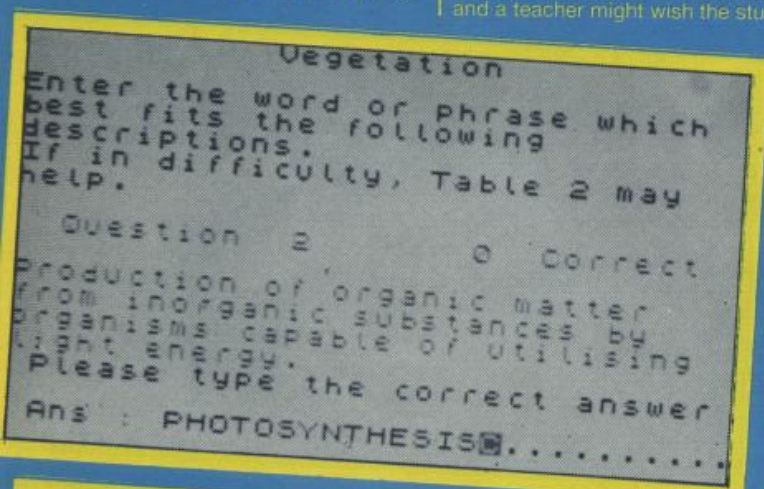 and a teacher might wish the stu
Vegetation
Enter the word or phrase which
best fits the following
descriptions.
If in difficulty, Table 2 may
help.
Question 2 0 Correct
Production of organic matter
from inorganic substances by
organisms capable of utilising
light energy.
Please type the correct answer
Ans : PHOTOSYNTHESISC..........